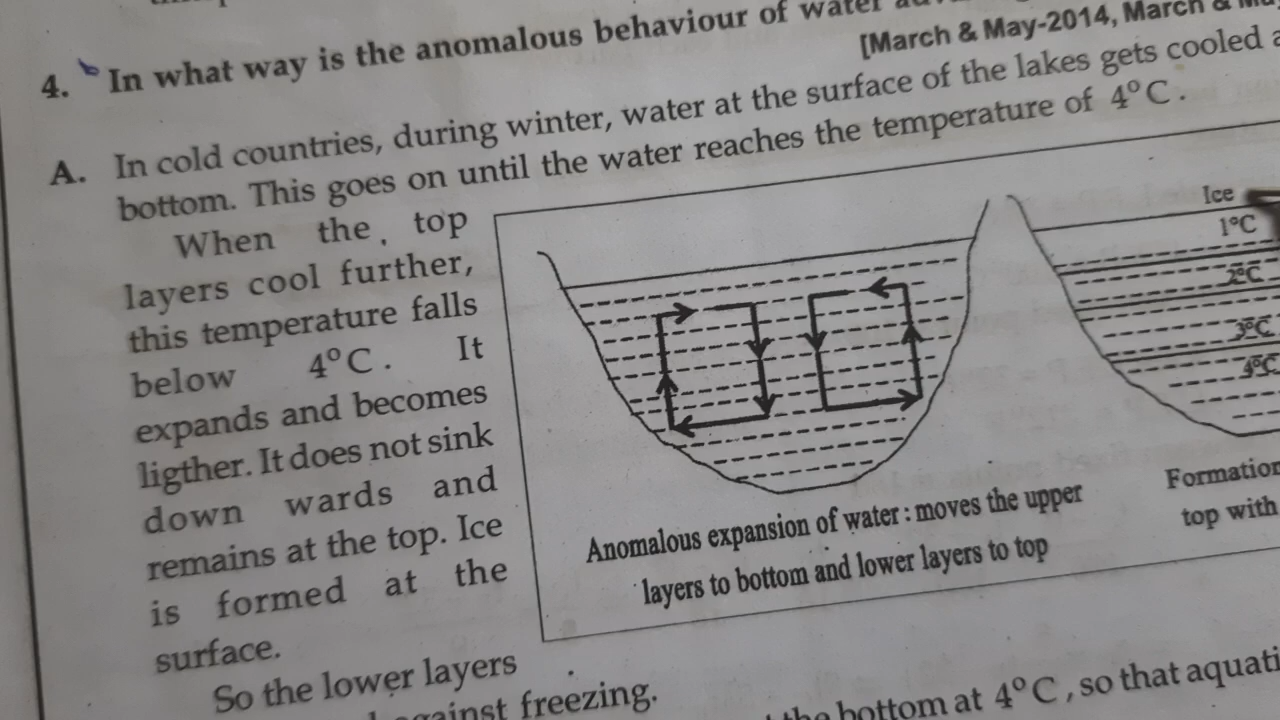 4. In what way is the anomalous behaviour of water
[March & May-2014, March &
A. In cold countries, during winter, water at the surface of the lakes gets cooled
bottom. This goes on until the water reaches the temperature of 4°C.
When the top
layers cool further,
this temperature falls
below 4°C. It
expands and becomes
ligther. It does not sink
down wards and
remains at the top. Ice
is formed at the
surface.
So the lower layers
against freezing.
the bottom at 4°C, so that
Anomalous expansion of water : moves the upper
layers to bottom and lower layers to top
Ice
1°C
2°C
3°C
4°C
Formation
top with